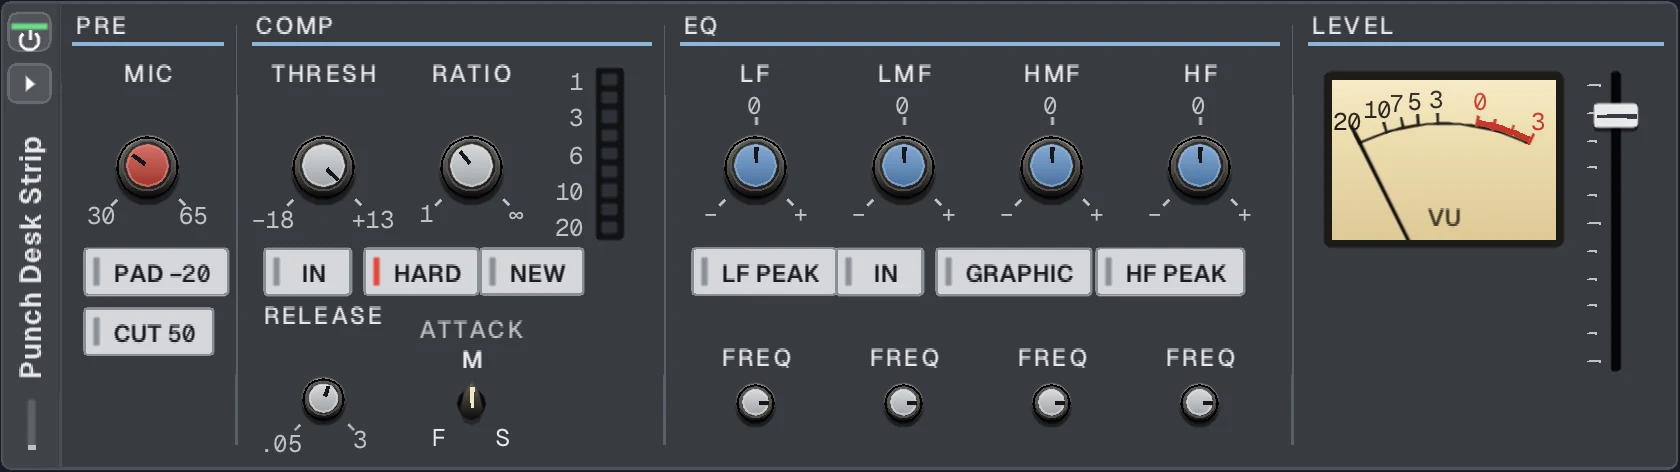 Punch Desk Strip
PRE
MIC
30 65
PAD -20
CUT 50
COMP
THRESH RATIO
-18 +13 1 ∞
1
3
6
10
20
IN HARD NEW
RELEASE
ATTACK
M
.05 3 F S
EQ
LF LMF HMF HF
0 0 0 0
- + - + - + - +
LF PEAK IN GRAPHIC HF PEAK
FREQ FREQ FREQ FREQ
LEVEL
20 10 7 5 3 0 3
VU